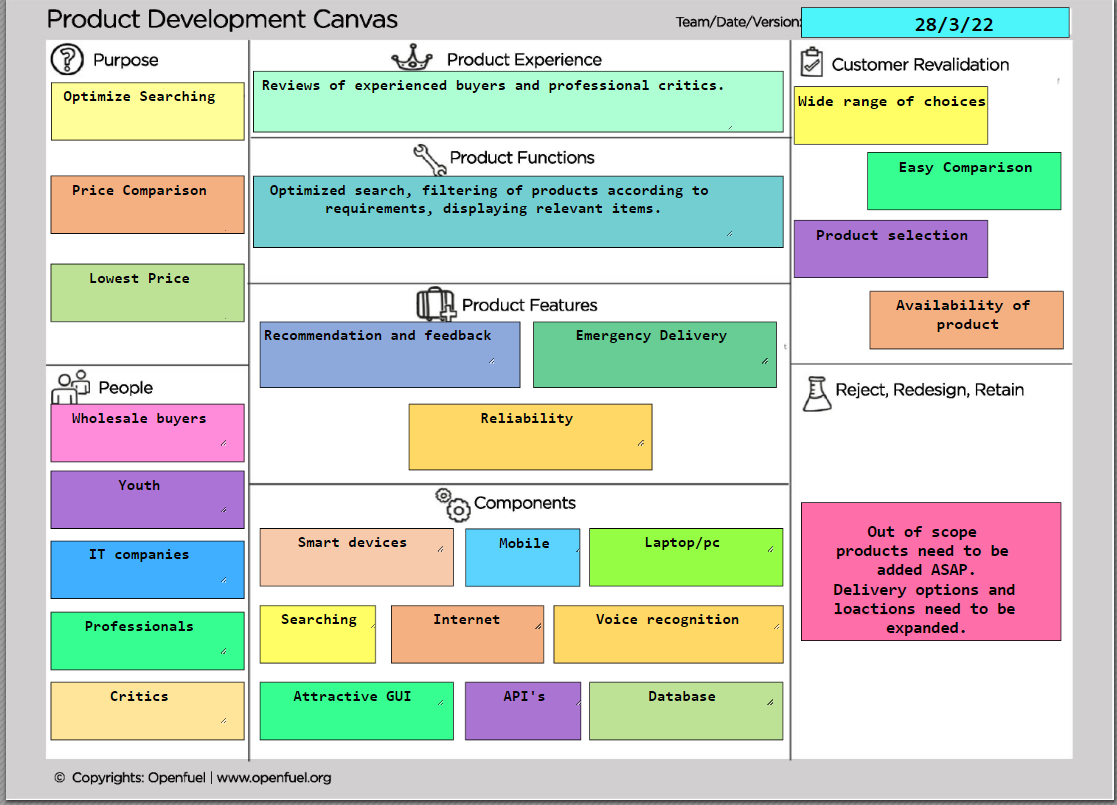 Product Development Canvas
Team/Date/Version:
28/3/22
Purpose
Optimize Searching
Price Comparison
Lowest Price
People
Wholesale buyers
Youth
IT companies
Professionals
Critics
Product Experience
Reviews of experienced buyers and professional critics.
Product Functions
Optimized search, filtering of products according to
requirements, displaying relevant items.
Product Features
Recommendation and feedback
Emergency Delivery
Reliability
Components
Smart devices
Mobile
Laptop/pc
Searching
Internet
Voice recognition
Attractive GUI
API's
Database
Customer Revalidation
Wide range of choices
Easy Comparison
Product selection
Availability of
product
Reject, Redesign, Retain
Out of scope
products need to be
added ASAP.
Delivery options and
loactions need to be
expanded.
© Copyrights: Openfuel | www.openfuel.org